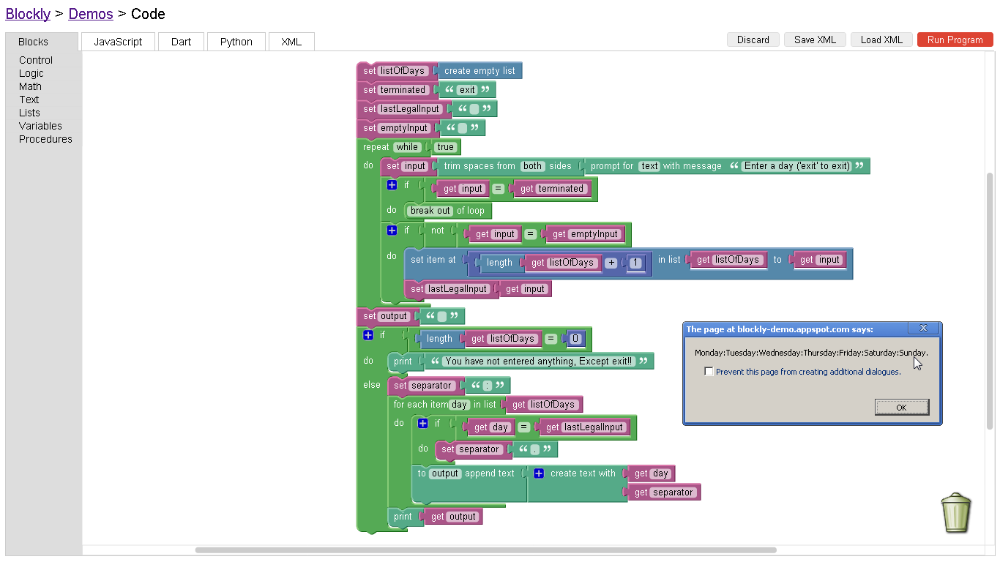 Blockly > Demos > Code
Blocks JavaScript Dart Python XML Discard Save XML Load XML Run Program
Control
Logic
Math
Text
Lists
Variables
Procedures
set listOfDays create empty list
set terminated “ exit ”
set lastLegalInput “ ”
set emptyInput “ ”
repeat while true
do set input trim spaces from both sides prompt for text with message “ Enter a day ('exit' to exit) ”
+ if get input = get terminated
do break out of loop
+ if not get input = get emptyInput
do set item at length get listOfDays + 1 in list get listOfDays to get input
set lastLegalInput get input
set output “ ”
+ if length get listOfDays = 0
do print “ You have not entered anything, Except exit!! ”
else set separator “ : ”
for each item day in list get listOfDays
do + if get day = get lastLegalInput
do set separator “ . ”
to output append text + create text with get day
get separator
print get output
The page at blockly-demo.appspot.com says:
Monday:Tuesday:Wednesday:Thursday:Friday:Saturday:Sunday.
Prevent this page from creating additional dialogues.
OK